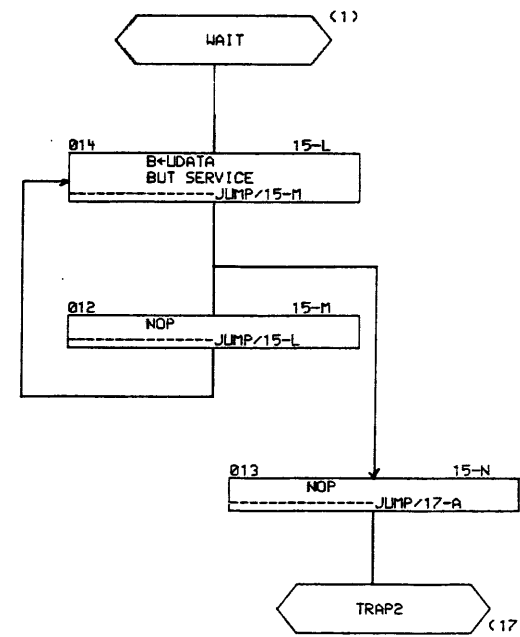 (1)
WAIT
014 15-L
B←UDATA
BUT SERVICE
JUMP/15-M
012 15-M
NOP
JUMP/15-L
013 15-N
NOP
JUMP/17-A
TRAP2
(17